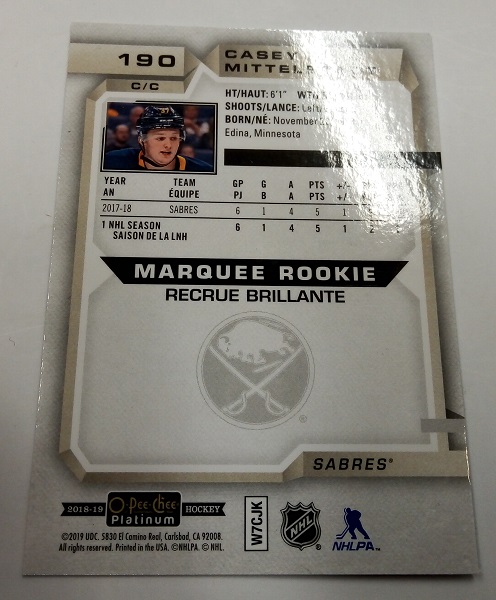 190
CASEY
C/C
HT/HAUT: 6'1"
SHOOTS/LANCE:
BORN/NÉ: November
Edina, Minnesota
YEAR TEAM GP G A PTS +/-
AN ÉQUIPE PJ B A PTS +/-
2017-18 SABRES 6 1 4 5 1
1 NHL SEASON 6 1 4 5 1
SAISON DE LA LNH
MARQUEE ROOKIE
RECRUE BRILLANTE
®
SABRES®
2018-19 O-Pee-Chee Platinum HOCKEY
W7CJK
NHL
NHLPA
©2019 UDC. 5830 El Camino Real, Carlsbad, CA 92008.
All rights reserved. Printed in the USA. ©NHLPA. © NHL.